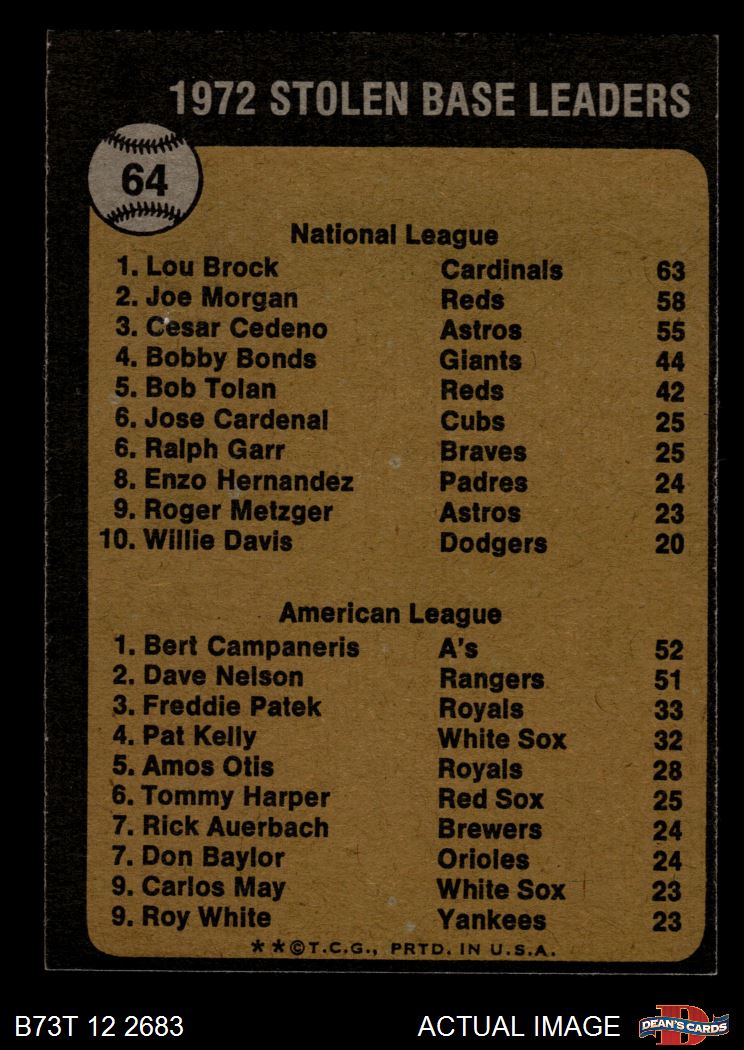 1972 STOLEN BASE LEADERS
64
National League
1. Lou Brock Cardinals 63
2. Joe Morgan Reds 58
3. Cesar Cedeno Astros 55
4. Bobby Bonds Giants 44
5. Bob Tolan Reds 42
6. Jose Cardenal Cubs 25
6. Ralph Garr Braves 25
8. Enzo Hernandez Padres 24
9. Roger Metzger Astros 23
10. Willie Davis Dodgers 20
American League
1. Bert Campaneris A's 52
2. Dave Nelson Rangers 51
3. Freddie Patek Royals 33
4. Pat Kelly White Sox 32
5. Amos Otis Royals 28
6. Tommy Harper Red Sox 25
7. Rick Auerbach Brewers 24
7. Don Baylor Orioles 24
9. Carlos May White Sox 23
9. Roy White Yankees 23
**©T.C.G., PRTD. IN U.S.A.
B73T 12 2683 ACTUAL IMAGE D DEAN'S CARDS